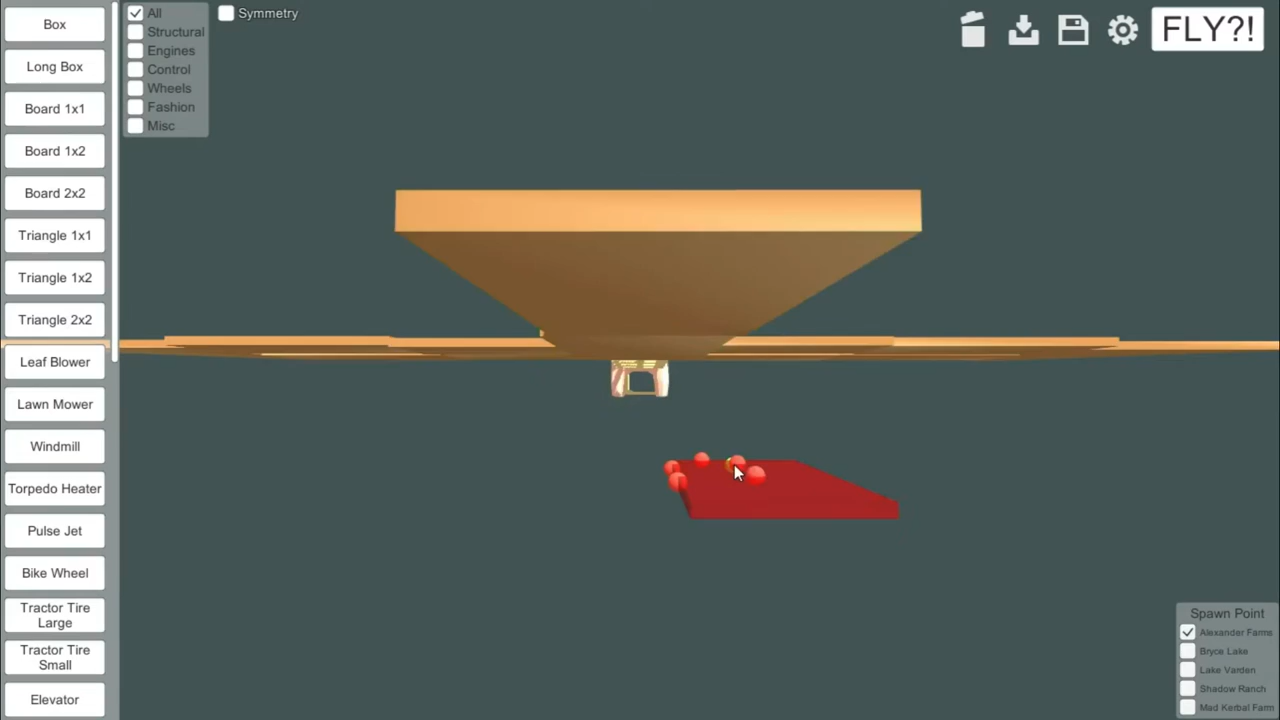 Box
Long Box
Board 1x1
Board 1x2
Board 2x2
Triangle 1x1
Triangle 1x2
Triangle 2x2
Leaf Blower
Lawn Mower
Windmill
Torpedo Heater
Pulse Jet
Bike Wheel
Tractor Tire
Large
Tractor Tire
Small
Elevator
All
Structural
Engines
Control
Wheels
Fashion
Misc
Symmetry
FLY?!
Spawn Point
Alexander Farms
Bryce Lake
Lake Varden
Shadow Ranch
Mad Kerbal Farm